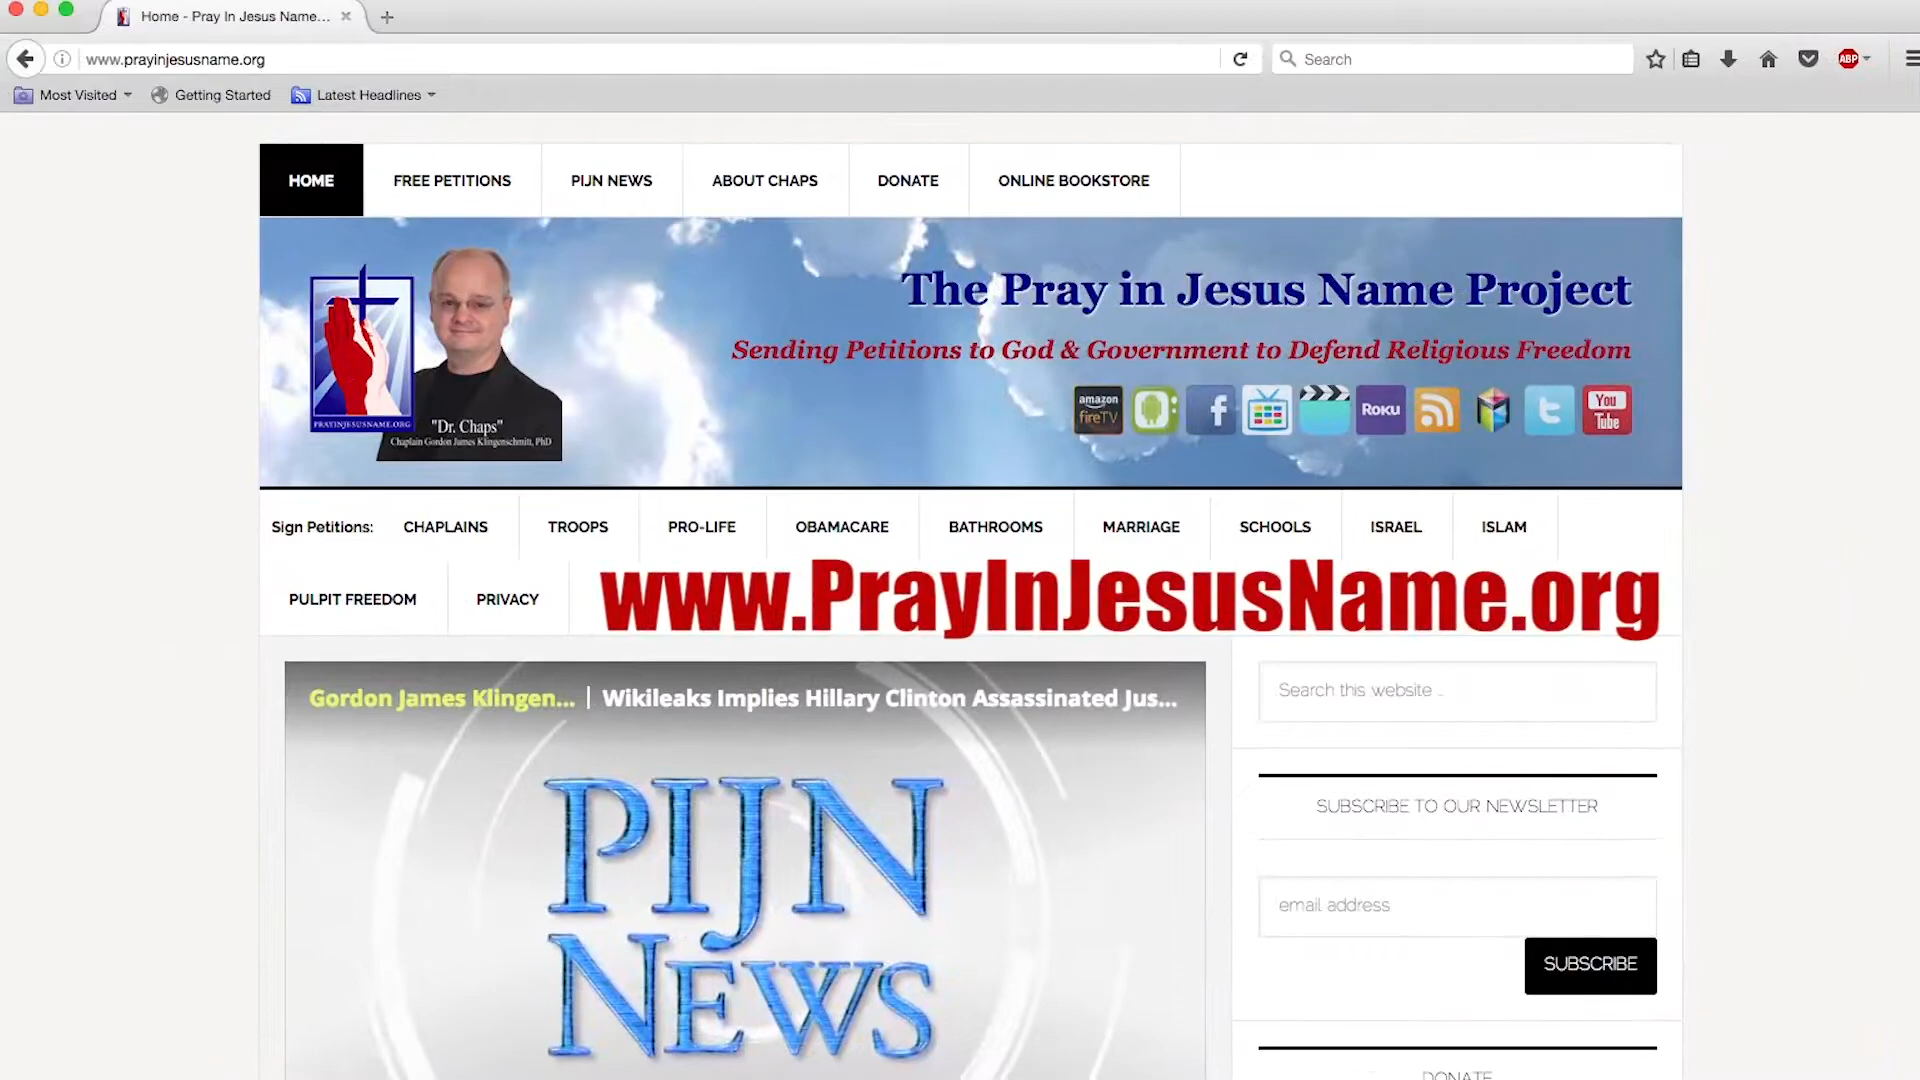 Home - Pray In Jesus Name...
www.prayinjesusname.org
Search
ABP
Most Visited
Getting Started
Latest Headlines
HOME
FREE PETITIONS
PIJN NEWS
ABOUT CHAPS
DONATE
ONLINE BOOKSTORE
The Pray in Jesus Name Project
Sending Petitions to God & Government to Defend Religious Freedom
amazon
fireTV
Roku
You
Tube
PRAYINJESUSNAME.ORG
"Dr. Chaps"
Chaplain Gordon James Klingenschmitt, PhD
Sign Petitions:
CHAPLAINS
TROOPS
PRO-LIFE
OBAMACARE
BATHROOMS
MARRIAGE
SCHOOLS
ISRAEL
ISLAM
PULPIT FREEDOM
PRIVACY
www.PrayInJesusName.org
Gordon James Klingen... | Wikileaks Implies Hillary Clinton Assassinated Jus...
PIJN
NEWS
Search this website ..
SUBSCRIBE TO OUR NEWSLETTER
email address
SUBSCRIBE
DONATE